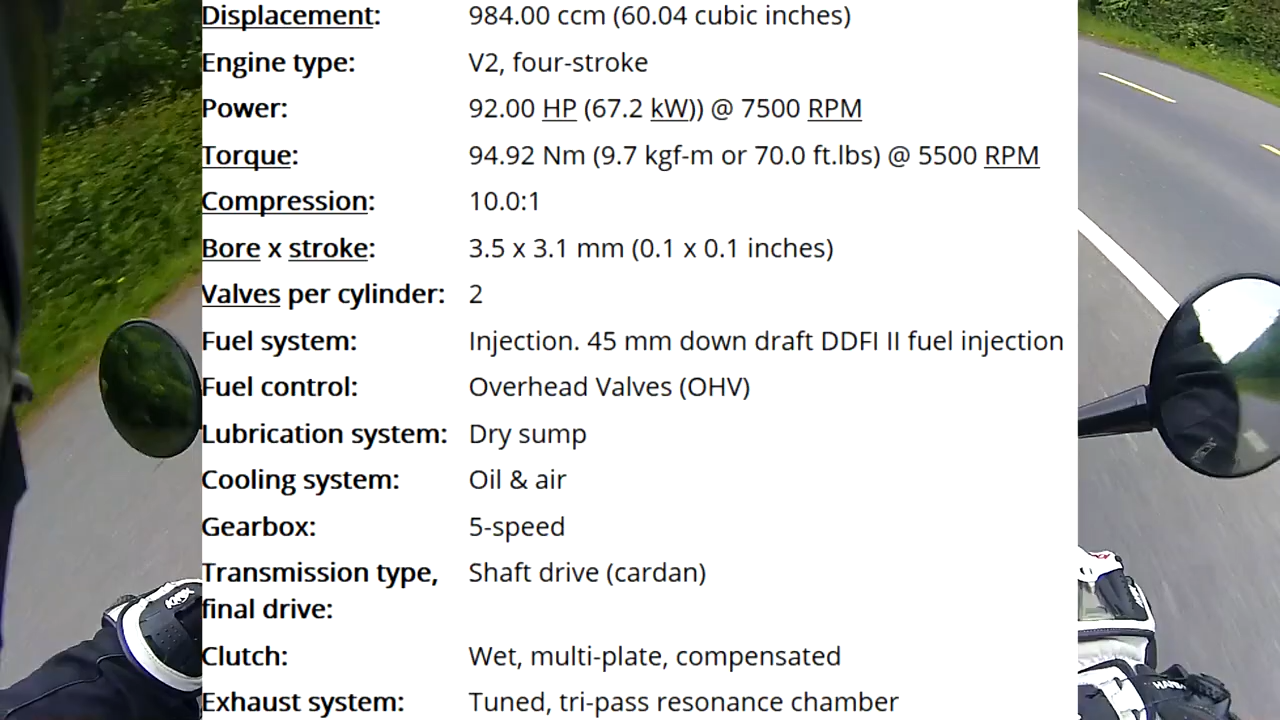 Displacement: 984.00 ccm (60.04 cubic inches)
Engine type: V2, four-stroke
Power: 92.00 HP (67.2 kW)) @ 7500 RPM
Torque: 94.92 Nm (9.7 kgf-m or 70.0 ft.lbs) @ 5500 RPM
Compression: 10.0:1
Bore x stroke: 3.5 x 3.1 mm (0.1 x 0.1 inches)
Valves per cylinder: 2
Fuel system: Injection. 45 mm down draft DDFI II fuel injection
Fuel control: Overhead Valves (OHV)
Lubrication system: Dry sump
Cooling system: Oil & air
Gearbox: 5-speed
Transmission type, Shaft drive (cardan)
final drive:
Clutch: Wet, multi-plate, compensated
Exhaust system: Tuned, tri-pass resonance chamber